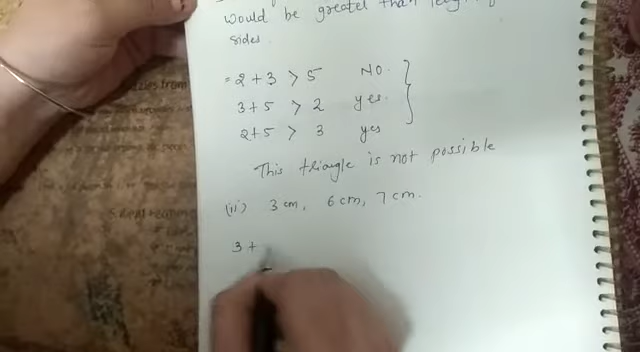 would be greater than length of
sides.
= 2 + 3 > 5 NO.
3 + 5 > 2 yes.
2 + 5 > 3 yes
This triangle is not possible
(ii) 3 cm, 6 cm, 7 cm.
3 +